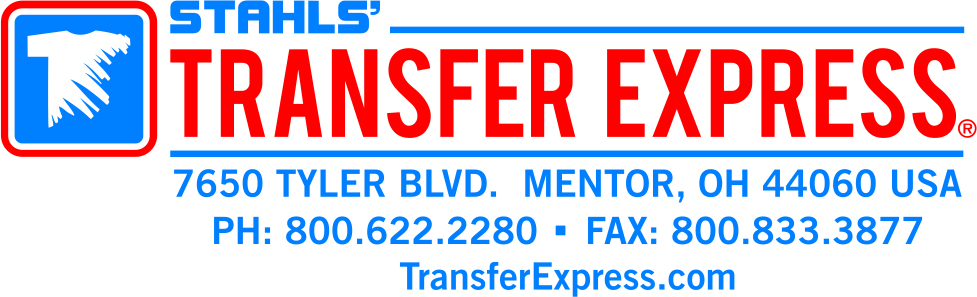 STAHLS'
TRANSFER EXPRESS®
7650 TYLER BLVD. MENTOR, OH 44060 USA
PH: 800.622.2280 ▪ FAX: 800.833.3877
TransferExpress.com